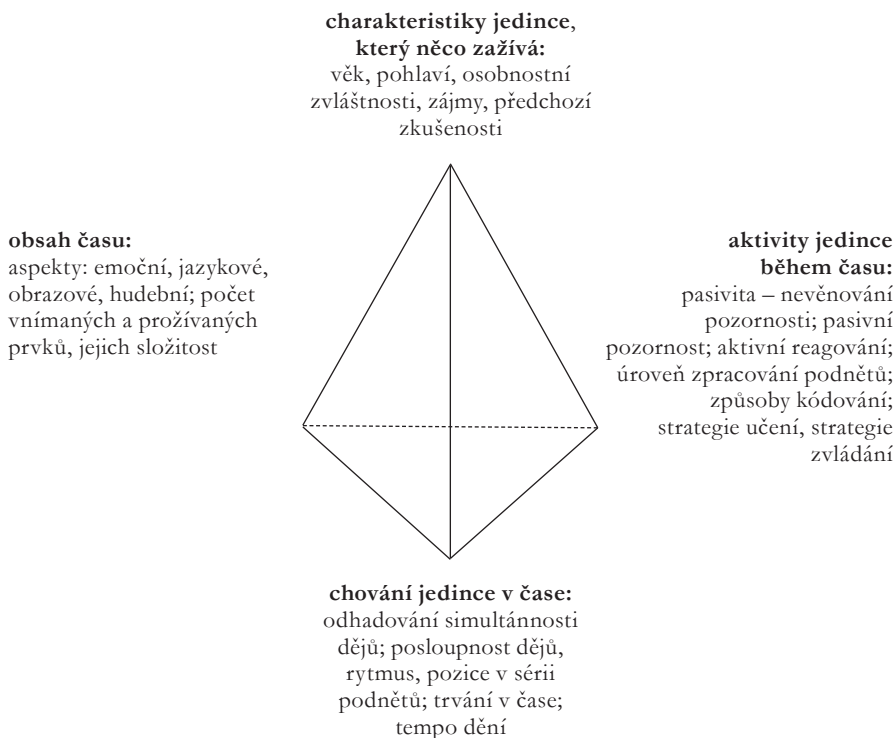 charakteristiky jedince,
který něco zažívá:
věk, pohlaví, osobnostní
zvláštnosti, zájmy, předchozí
zkušenosti
obsah času:
aspekty: emoční, jazykové,
obrazové, hudební; počet
vnímaných a prožívaných
prvků, jejich složitost
aktivity jedince
během času:
pasivita – nevěnování
pozornosti; pasivní
pozornost; aktivní reagování;
úroveň zpracování podnětů;
způsoby kódování;
strategie učení, strategie
zvládání
chování jedince v čase:
odhadování simultánnosti
dějů; posloupnost dějů,
rytmus, pozice v sérii
podnětů; trvání v čase;
tempo dění